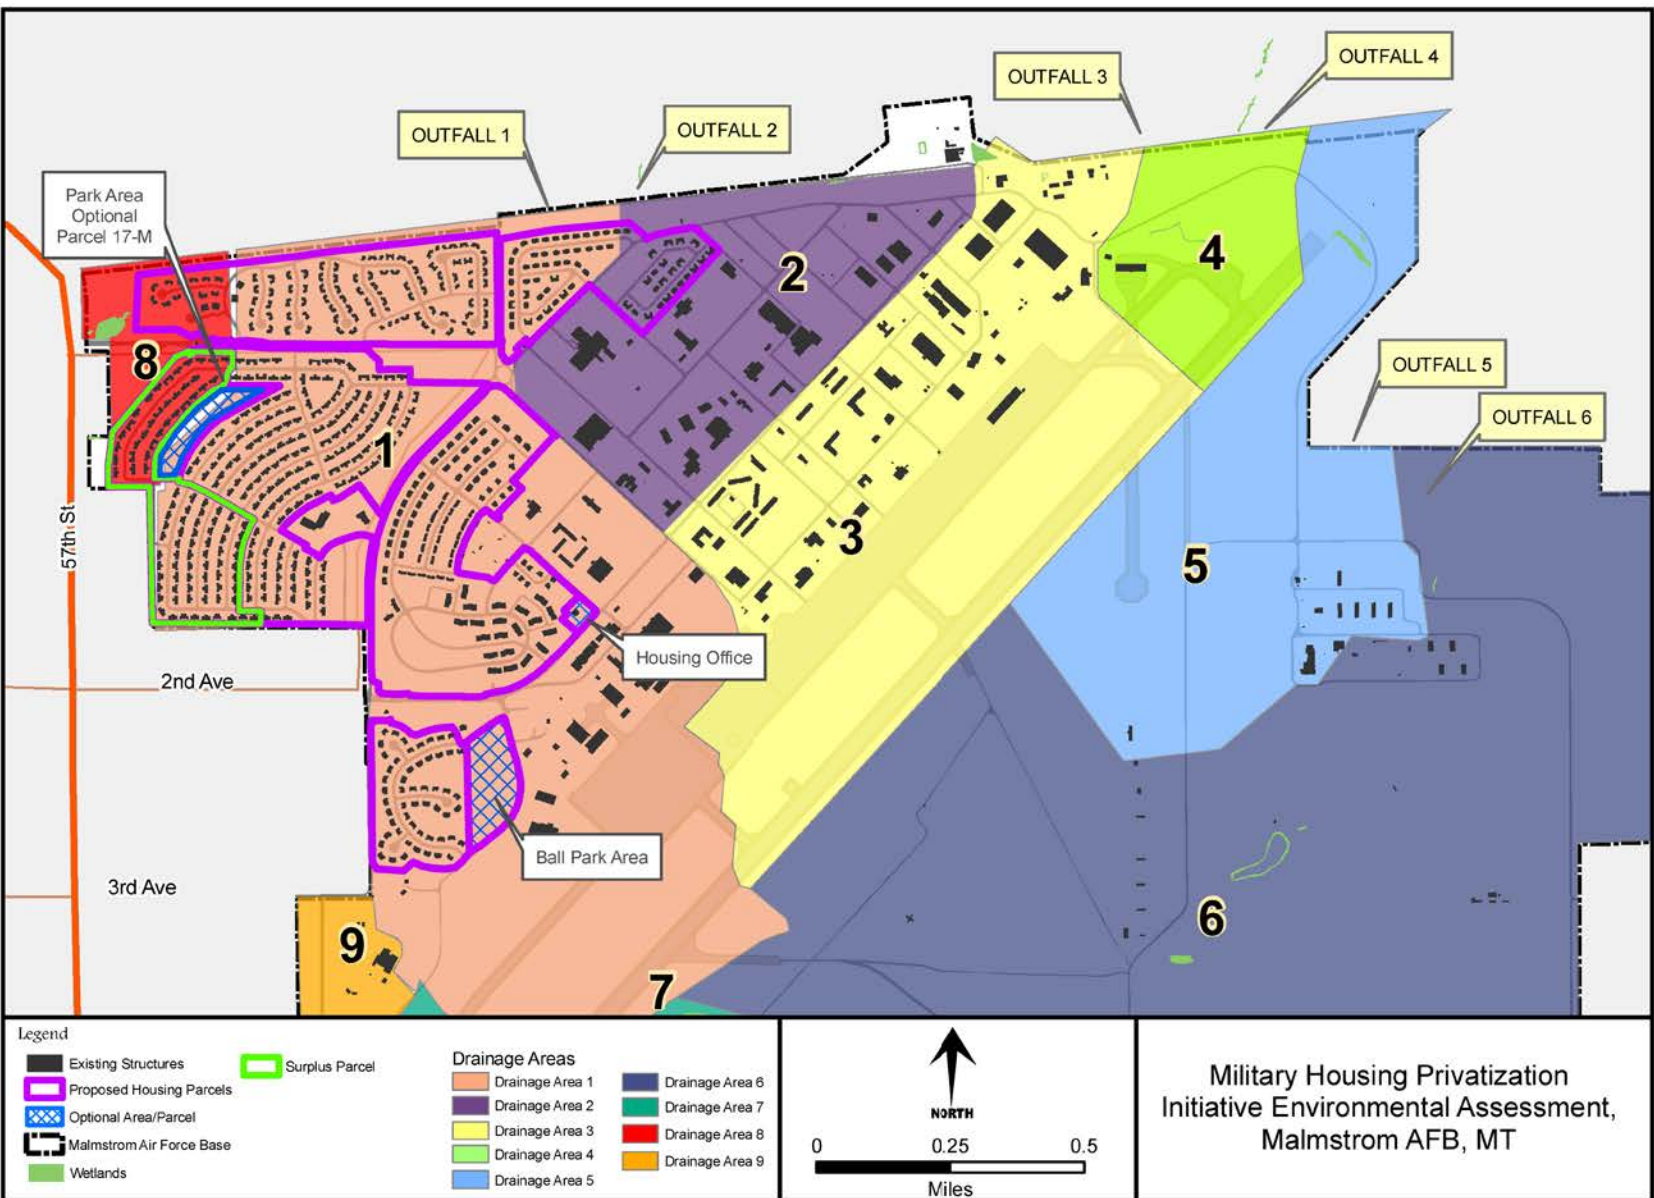 OUTFALL 4
OUTFALL 3
OUTFALL 2
OUTFALL 1
Park Area
Optional
Parcel 17-M
2
4
8
OUTFALL 5
OUTFALL 6
1
3
57th St
5
Housing Office
2nd Ave
Ball Park Area
3rd Ave
9
6
7
Legend
Existing Structures
Proposed Housing Parcels
Optional Area/Parcel
Malmstrom Air Force Base
Wetlands
Surplus Parcel
Drainage Areas
Drainage Area 1
Drainage Area 2
Drainage Area 3
Drainage Area 4
Drainage Area 5
Drainage Area 6
Drainage Area 7
Drainage Area 8
Drainage Area 9
NORTH
0 0.25 0.5
Miles
Military Housing Privatization
Initiative Environmental Assessment,
Malmstrom AFB, MT